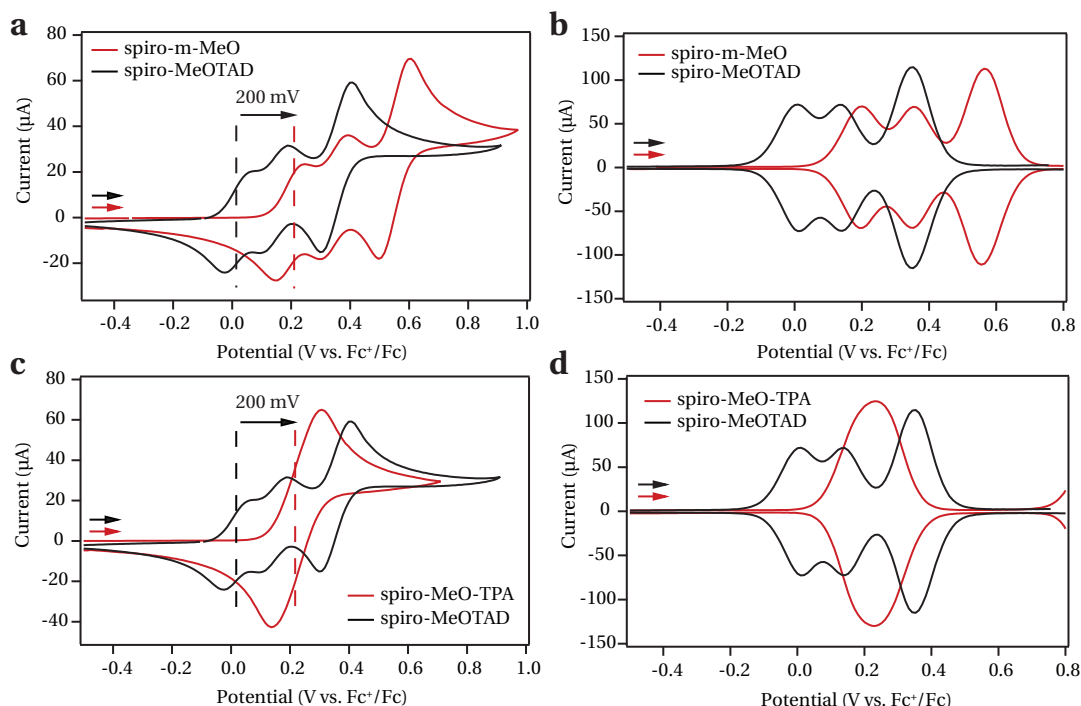 a
80
60
40
20
0
-20
Current (µA)
spiro-m-MeO
spiro-MeOTAD
200 mV
-0.4 -0.2 0.0 0.2 0.4 0.6 0.8 1.0
Potential (V vs. Fc⁺/Fc)
b
150
100
50
0
-50
-100
-150
Current (µA)
spiro-m-MeO
spiro-MeOTAD
-0.4 -0.2 0.0 0.2 0.4 0.6 0.8
Potential (V vs. Fc⁺/Fc)
c
80
60
40
20
0
-20
-40
Current (µA)
200 mV
spiro-MeO-TPA
spiro-MeOTAD
-0.4 -0.2 0.0 0.2 0.4 0.6 0.8 1.0
Potential (V vs. Fc⁺/Fc)
d
150
100
50
0
-50
-100
-150
Current (µA)
spiro-MeO-TPA
spiro-MeOTAD
-0.4 -0.2 0.0 0.2 0.4 0.6 0.8
Potential (V vs. Fc⁺/Fc)